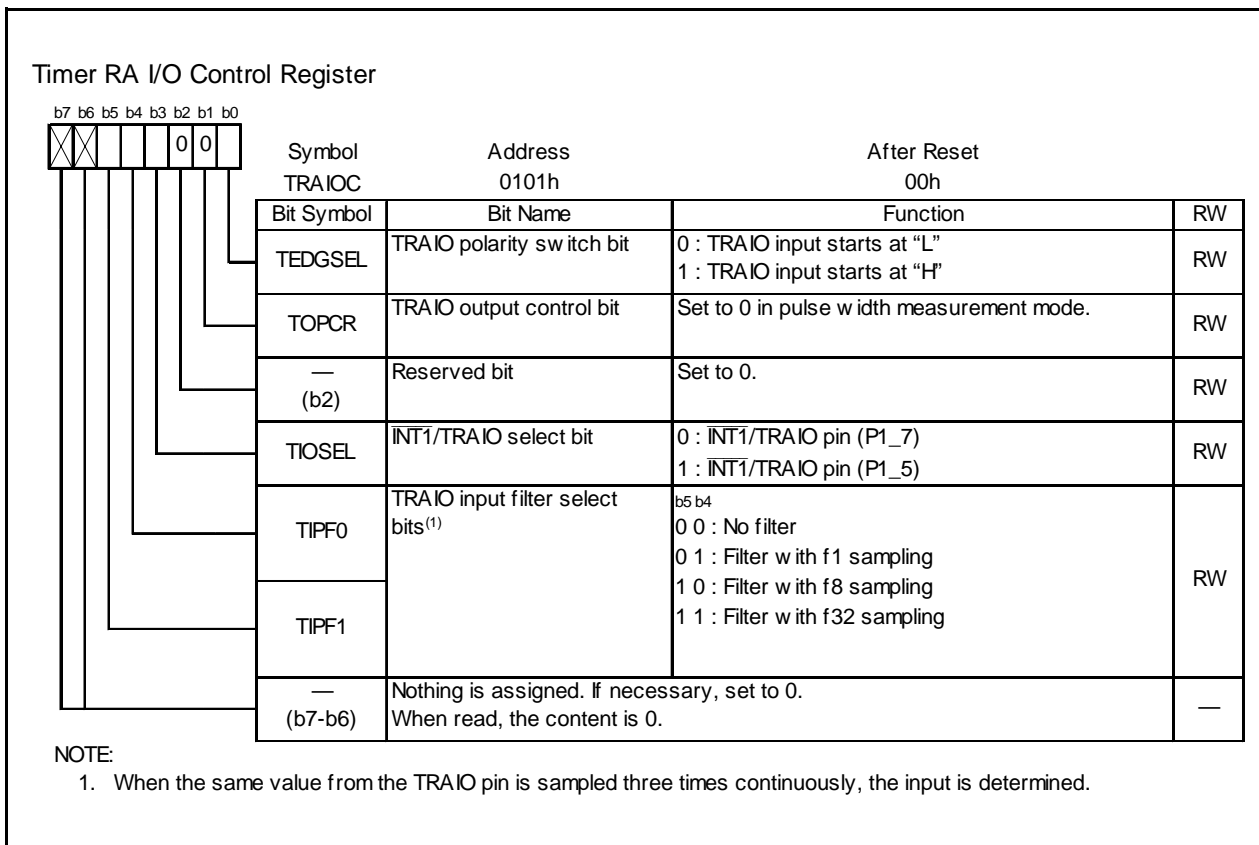 Timer RA I/O Control Register
b7 b6 b5 b4 b3 b2 b1 b0
0 0
Symbol Address After Reset
TRAIOC 0101h 00h
Bit Symbol Bit Name Function RW
TEDGSEL TRAIO polarity switch bit 0 : TRAIO input starts at “L” RW
1 : TRAIO input starts at “H”
TOPCR TRAIO output control bit Set to 0 in pulse width measurement mode. RW
— Reserved bit Set to 0. RW
(b2)
TIOSEL INT1/TRAIO select bit 0 : INT1/TRAIO pin (P1_7) RW
1 : INT1/TRAIO pin (P1_5)
TIPF0 TRAIO input filter select b5 b4 RW
bits(1) 0 0 : No filter
0 1 : Filter with f1 sampling
1 0 : Filter with f8 sampling
TIPF1 1 1 : Filter with f32 sampling
— Nothing is assigned. If necessary, set to 0. —
(b7-b6) When read, the content is 0.
NOTE:
1. When the same value from the TRAIO pin is sampled three times continuously, the input is determined.